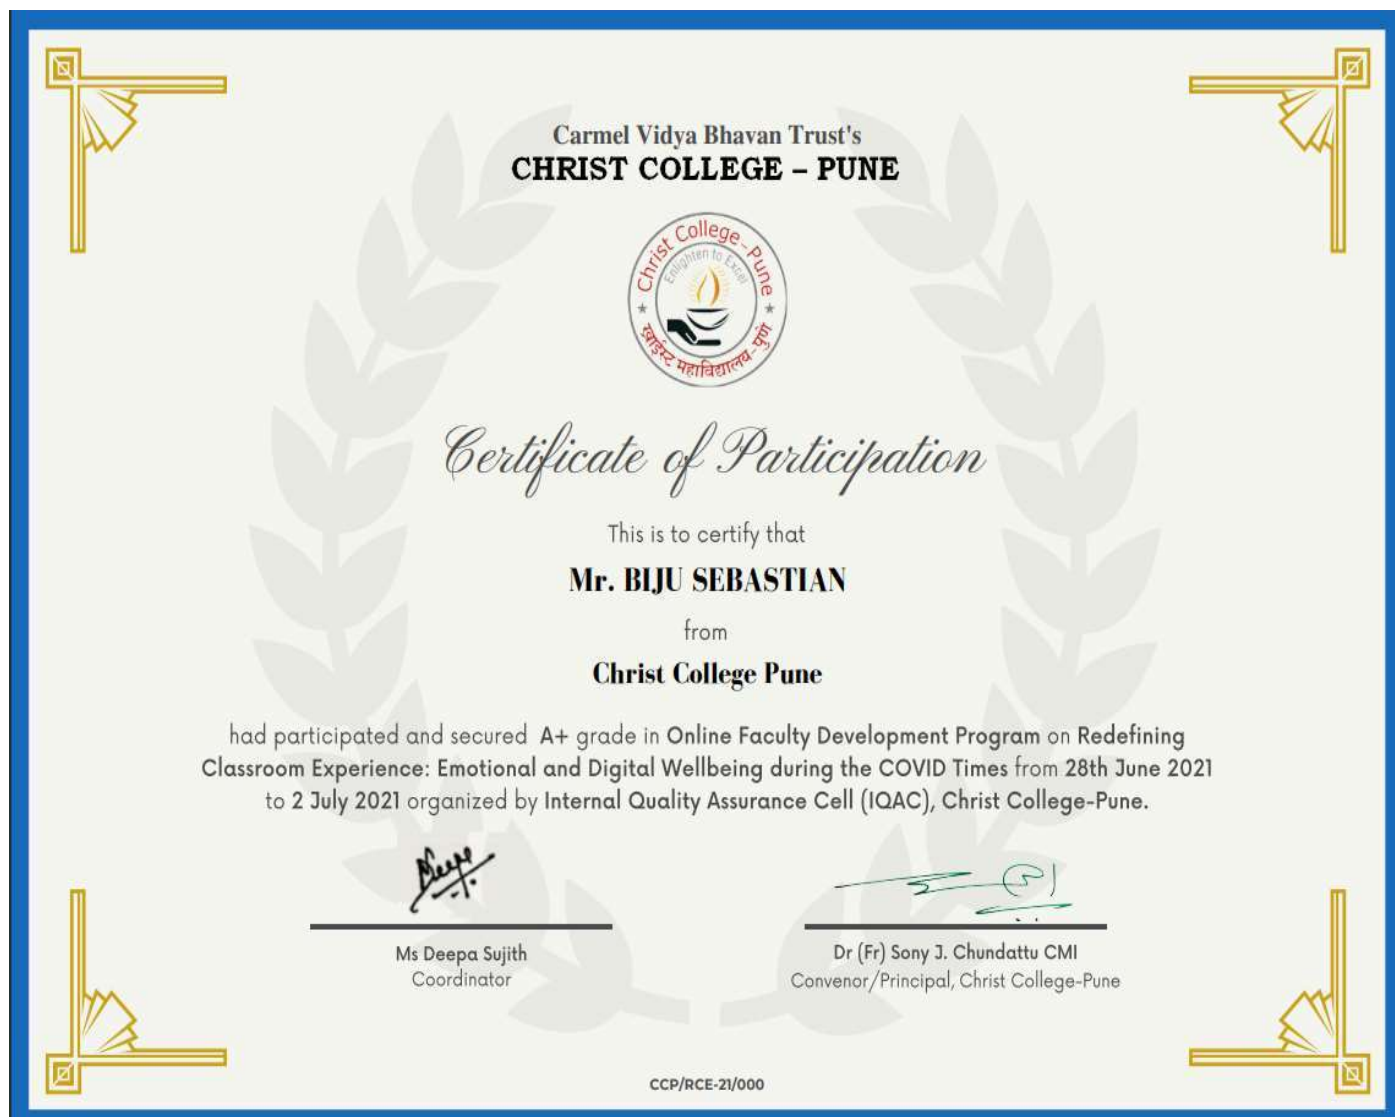 Carmel Vidya Bhavan Trust's
CHRIST COLLEGE – PUNE
Christ College-Pune
Enlighten to Excel
ख्राईस्ट महाविद्यालय-पुणे
Certificate of Participation
This is to certify that
Mr. BIJU SEBASTIAN
from
Christ College Pune
had participated and secured A+ grade in Online Faculty Development Program on Redefining
Classroom Experience: Emotional and Digital Wellbeing during the COVID Times from 28th June 2021
to 2 July 2021 organized by Internal Quality Assurance Cell (IQAC), Christ College-Pune.
Ms Deepa Sujith
Coordinator
Dr (Fr) Sony J. Chundattu CMI
Convenor/Principal, Christ College-Pune
CCP/RCE-21/000